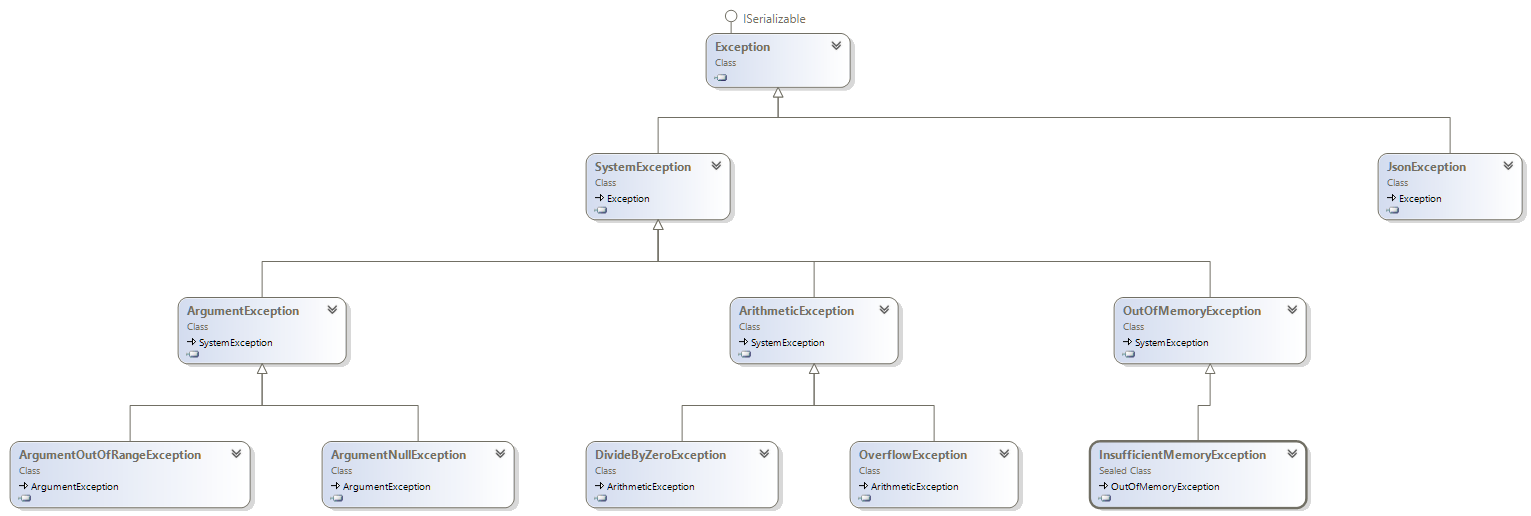 ISerializable
Exception
Class
SystemException
Class
Exception
JsonException
Class
Exception
ArgumentException
Class
SystemException
ArithmeticException
Class
SystemException
OutOfMemoryException
Class
SystemException
ArgumentOutOfRangeException
Class
ArgumentException
ArgumentNullException
Class
ArgumentException
DivideByZeroException
Class
ArithmeticException
OverflowException
Class
ArithmeticException
InsufficientMemoryException
Sealed Class
OutOfMemoryException